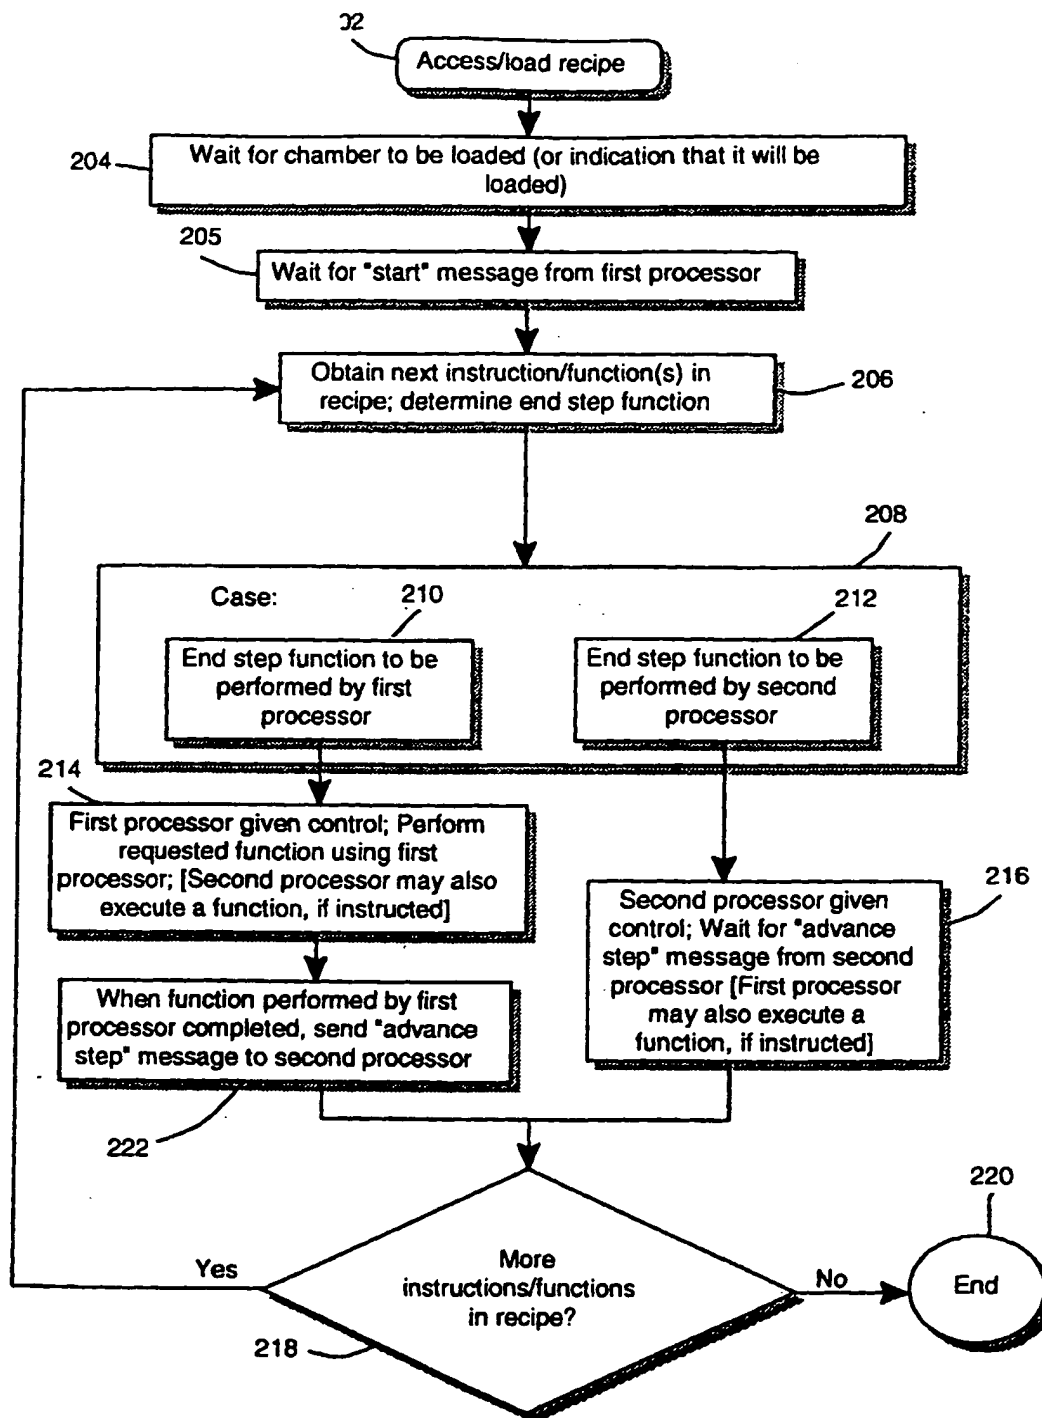 02
Access/load recipe
204
Wait for chamber to be loaded (or indication that it will be
loaded)
205
Wait for "start" message from first processor
Obtain next instruction/function(s) in
recipe; determine end step function
206
208
Case:
210
212
End step function to be
performed by first
processor
End step function to be
performed by second
processor
214
First processor given control; Perform
requested function using first
processor; [Second processor may also
execute a function, if instructed]
216
Second processor given
control; Wait for "advance
step" message from second
processor [First processor
may also execute a
function, if instructed]
When function performed by first
processor completed, send "advance
step" message to second processor
222
More
instructions/functions
in recipe?
Yes
No
218
220
End